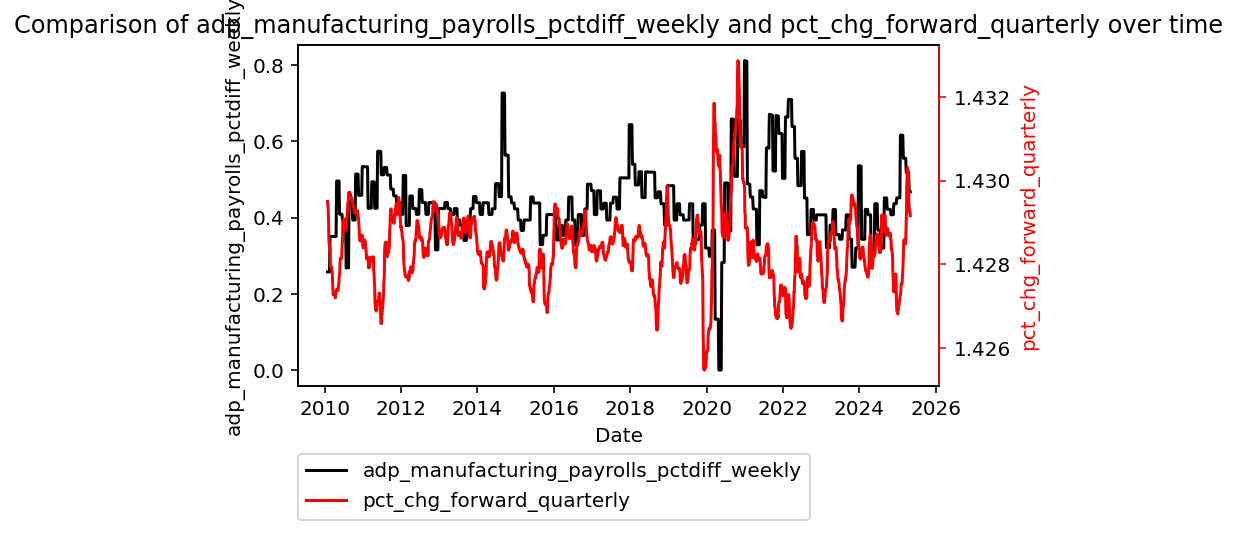 Comparison of adp_manufacturing_payrolls_pctdiff_weekly and pct_chg_forward_quarterly over time
adp_manufacturing_payrolls_pctdiff_weekly
0.8
0.6
0.4
0.2
0.0
1.432
1.430
1.428
1.426
pct_chg_forward_quarterly
2010 2012 2014 2016 2018 2020 2022 2024 2026
Date
adp_manufacturing_payrolls_pctdiff_weekly
pct_chg_forward_quarterly